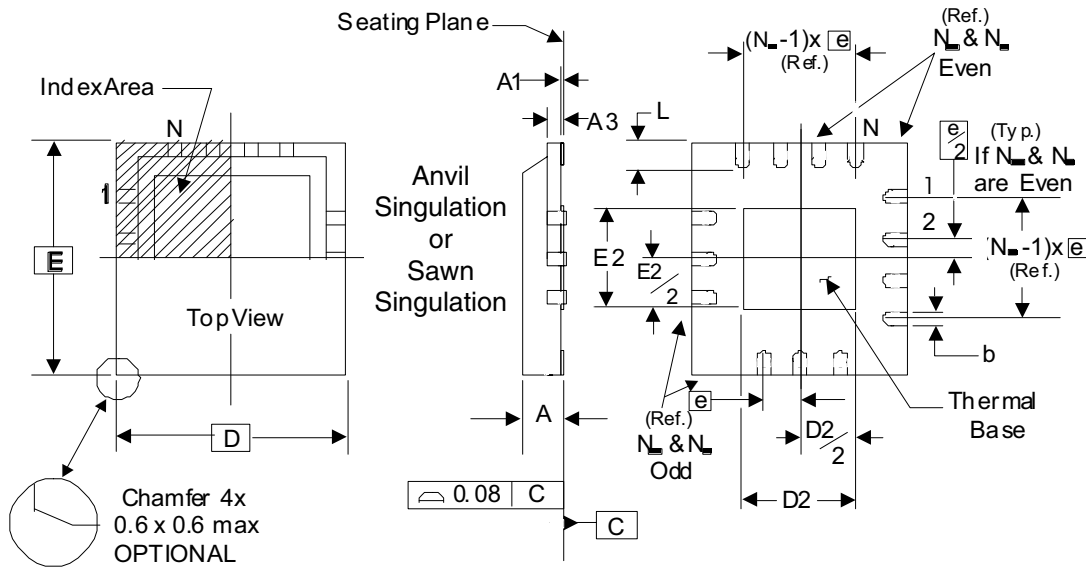 Seating Plane
(Ref.)
N & N
Even
(N -1)x e
(Ref.)
A1
Index Area
A3
L
N
N
e/2
(Typ.)
If N & N
are Even
1
Anvil
Singulation
or
Sawn
Singulation
1
2
E
E2
E2/2
(N -1)x e
(Ref.)
Top View
b
A
e
(Ref.)
N & N
Odd
D2/2
Thermal
Base
D
D2
Chamfer 4x
0.6 x 0.6 max
OPTIONAL
0.08 C
C